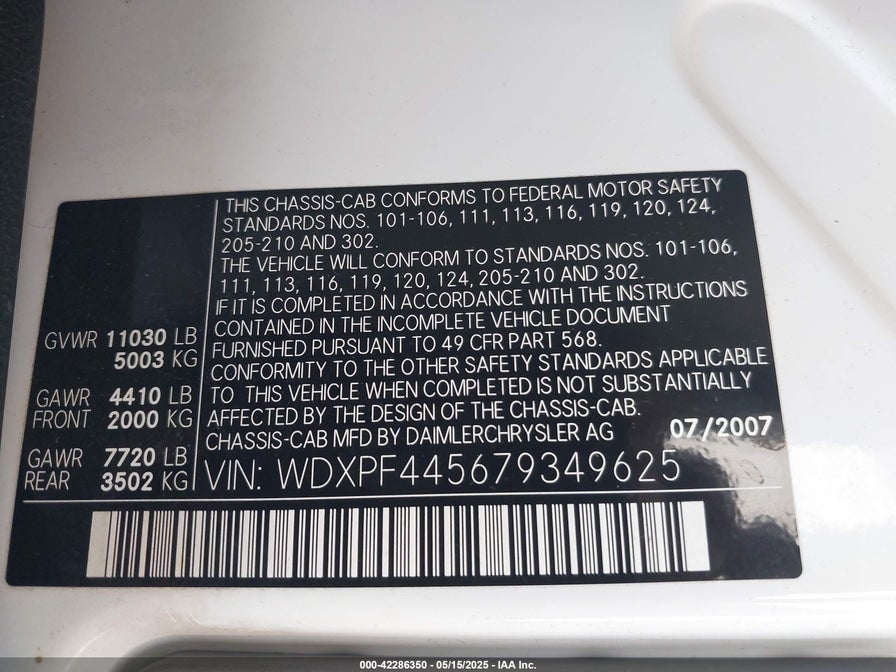 THIS CHASSIS-CAB CONFORMS TO FEDERAL MOTOR SAFETY
STANDARDS NOS. 101-106, 111, 113, 116, 119, 120, 124,
205-210 AND 302.
THE VEHICLE WILL CONFORM TO STANDARDS NOS. 101-106,
111, 113, 116, 119, 120, 124, 205-210 AND 302.
IF IT IS COMPLETED IN ACCORDANCE WITH THE INSTRUCTIONS
CONTAINED IN THE INCOMPLETE VEHICLE DOCUMENT
FURNISHED PURSUANT TO 49 CFR PART 568.
CONFORMITY TO THE OTHER SAFETY STANDARDS APPLICABLE
TO THIS VEHICLE WHEN COMPLETED IS NOT SUBSTANTIALLY
AFFECTED BY THE DESIGN OF THE CHASSIS-CAB.
CHASSIS-CAB MFD BY DAIMLERCHRYSLER AG 07/2007
GVWR 11030 LB
5003 KG
GAWR 4410 LB
FRONT 2000 KG
GAWR 7720 LB
REAR 3502 KG
VIN: WDXPF445679349625
000-42286350 - 05/15/2025 - IAA Inc.